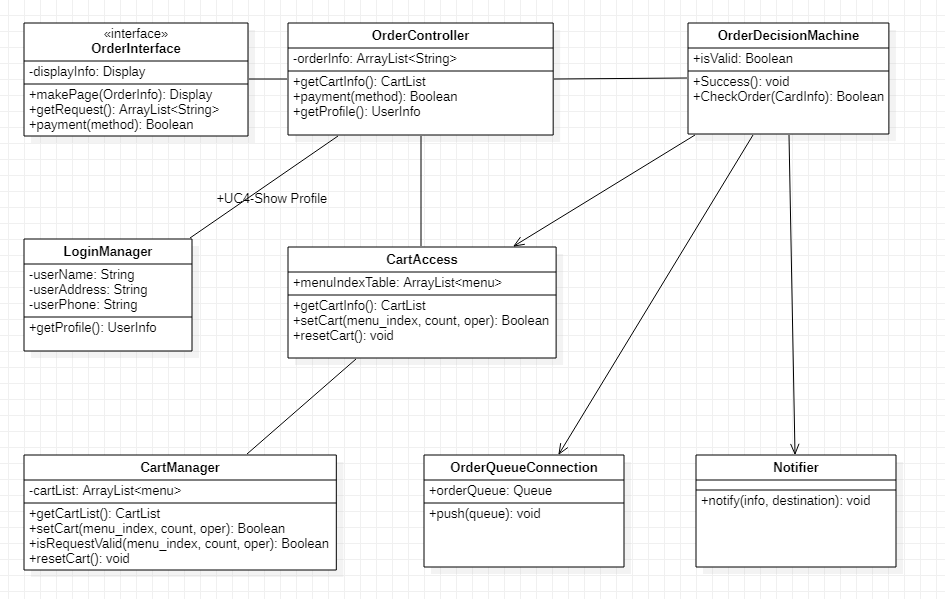 «interface»
OrderInterface
-displayInfo: Display
+makePage(OrderInfo): Display
+getRequest(): ArrayList<String>
+payment(method): Boolean
OrderController
-orderInfo: ArrayList<String>
+getCartInfo(): CartList
+payment(method): Boolean
+getProfile(): UserInfo
OrderDecisionMachine
+isValid: Boolean
+Success(): void
+CheckOrder(CardInfo): Boolean
+UC4-Show Profile
LoginManager
-userName: String
-userAddress: String
-userPhone: String
+getProfile(): UserInfo
CartAccess
+menuIndexTable: ArrayList<menu>
+getCartInfo(): CartList
+setCart(menu_index, count, oper): Boolean
+resetCart(): void
CartManager
-cartList: ArrayList<menu>
+getCartList(): CartList
+setCart(menu_index, count, oper): Boolean
+isRequestValid(menu_index, count, oper): Boolean
+resetCart(): void
OrderQueueConnection
+orderQueue: Queue
+push(queue): void
Notifier
+notify(info, destination): void